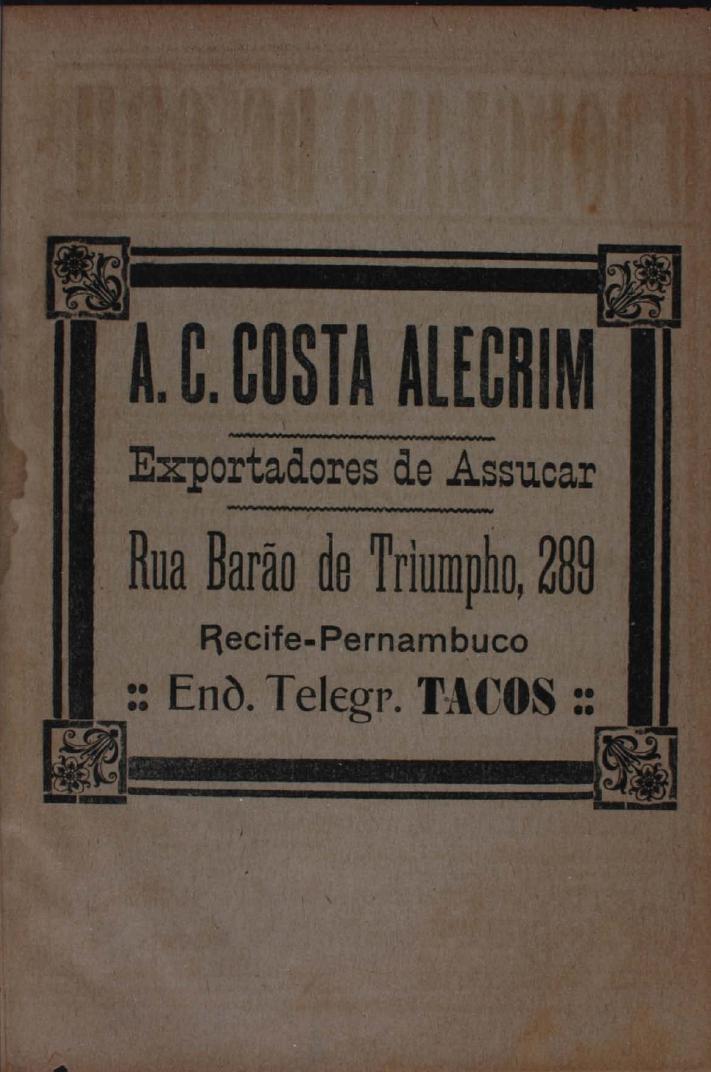 A. C. COSTA ALECRIM
Exportadores de Assucar
Rua Barão de Triumpho, 289
Recife-Pernambuco
:: End. Telegr. TACOS ::